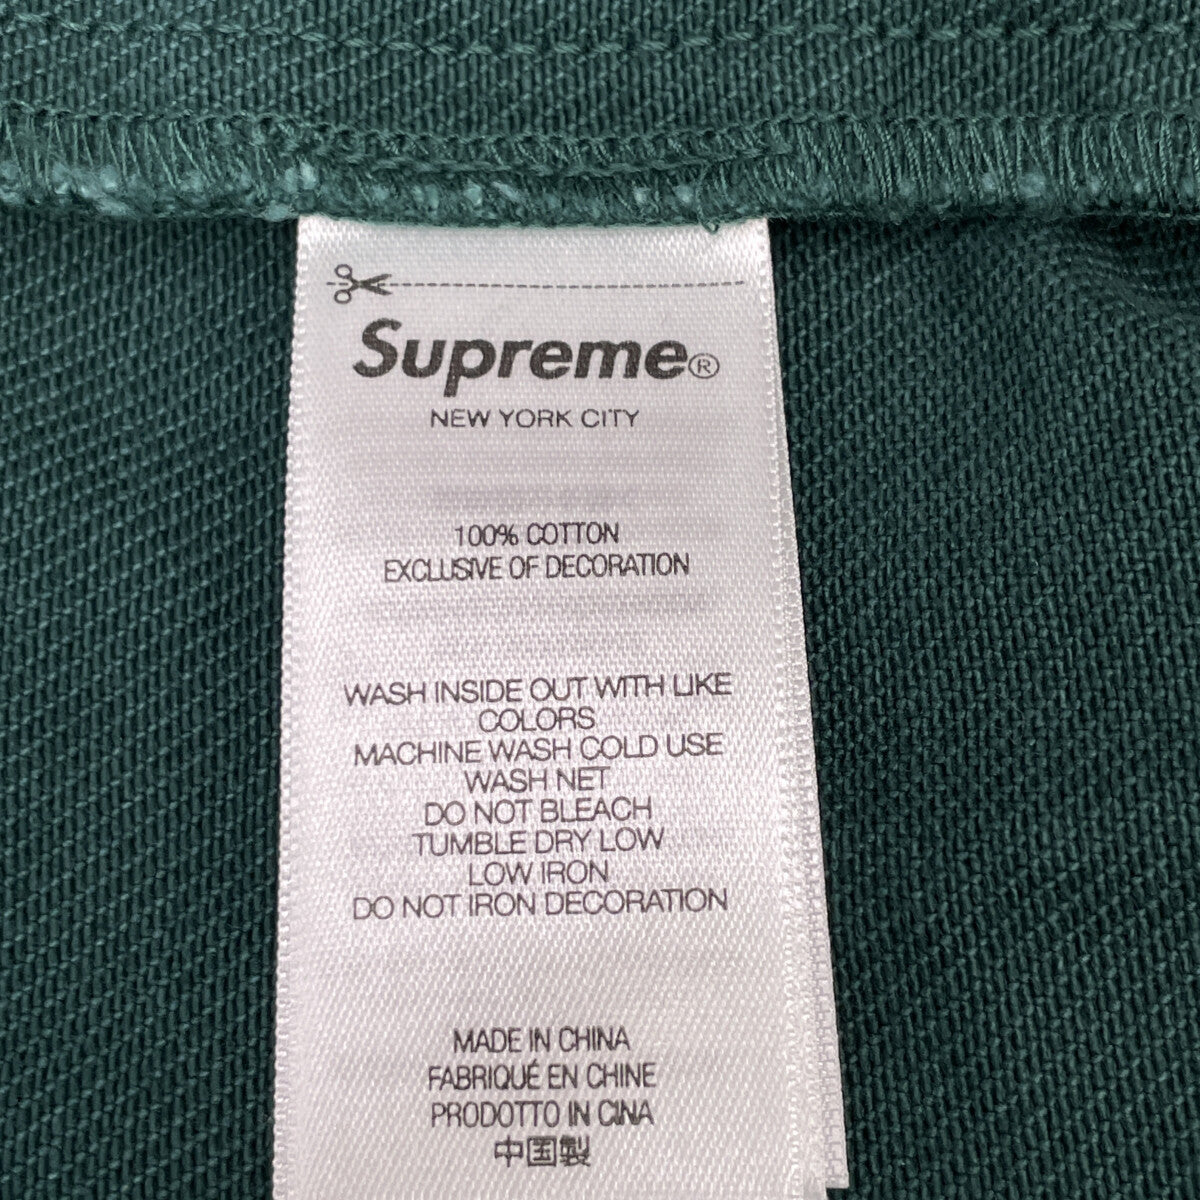 Supreme®
NEW YORK CITY
100% COTTON
EXCLUSIVE OF DECORATION
WASH INSIDE OUT WITH LIKE
COLORS
MACHINE WASH COLD USE
WASH NET
DO NOT BLEACH
TUMBLE DRY LOW
LOW IRON
DO NOT IRON DECORATION
MADE IN CHINA
FABRIQUÉ EN CHINE
PRODOTTO IN CINA
中国製